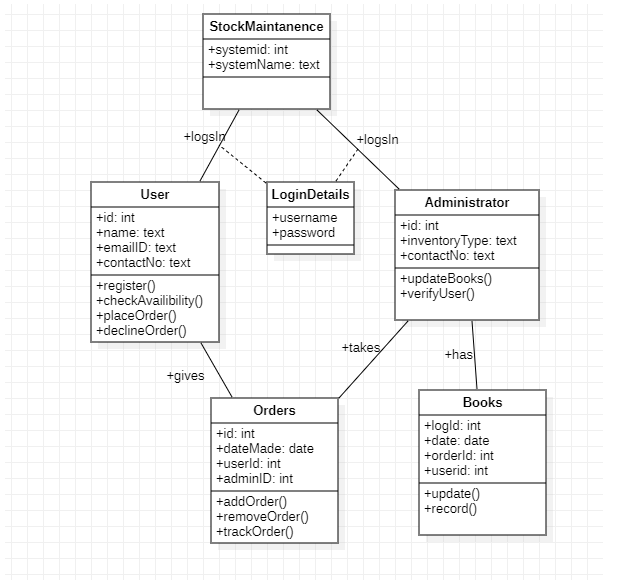 StockMaintanence
+systemid: int
+systemName: text
+logsIn
+logsIn
User
+id: int
+name: text
+emailID: text
+contactNo: text
+register()
+checkAvailibility()
+placeOrder()
+declineOrder()
LoginDetails
+username
+password
Administrator
+id: int
+inventoryType: text
+contactNo: text
+updateBooks()
+verifyUser()
+gives
+takes
+has
Orders
+id: int
+dateMade: date
+userId: int
+adminID: int
+addOrder()
+removeOrder()
+trackOrder()
Books
+logId: int
+date: date
+orderId: int
+userid: int
+update()
+record()